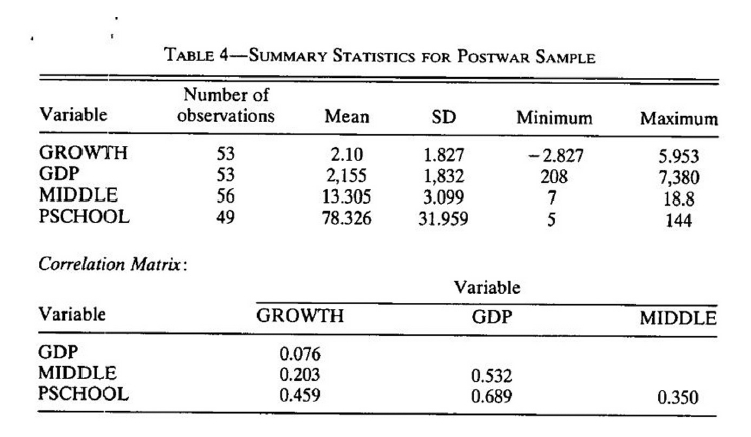 TABLE 4—SUMMARY STATISTICS FOR POSTWAR SAMPLE
Number of
Variable observations Mean SD Minimum Maximum
GROWTH 53 2.10 1.827 −2.827 5.953
GDP 53 2,155 1,832 208 7,380
MIDDLE 56 13.305 3.099 7 18.8
PSCHOOL 49 78.326 31.959 5 144
Correlation Matrix:
Variable
Variable GROWTH GDP MIDDLE
GDP 0.076
MIDDLE 0.203 0.532
PSCHOOL 0.459 0.689 0.350